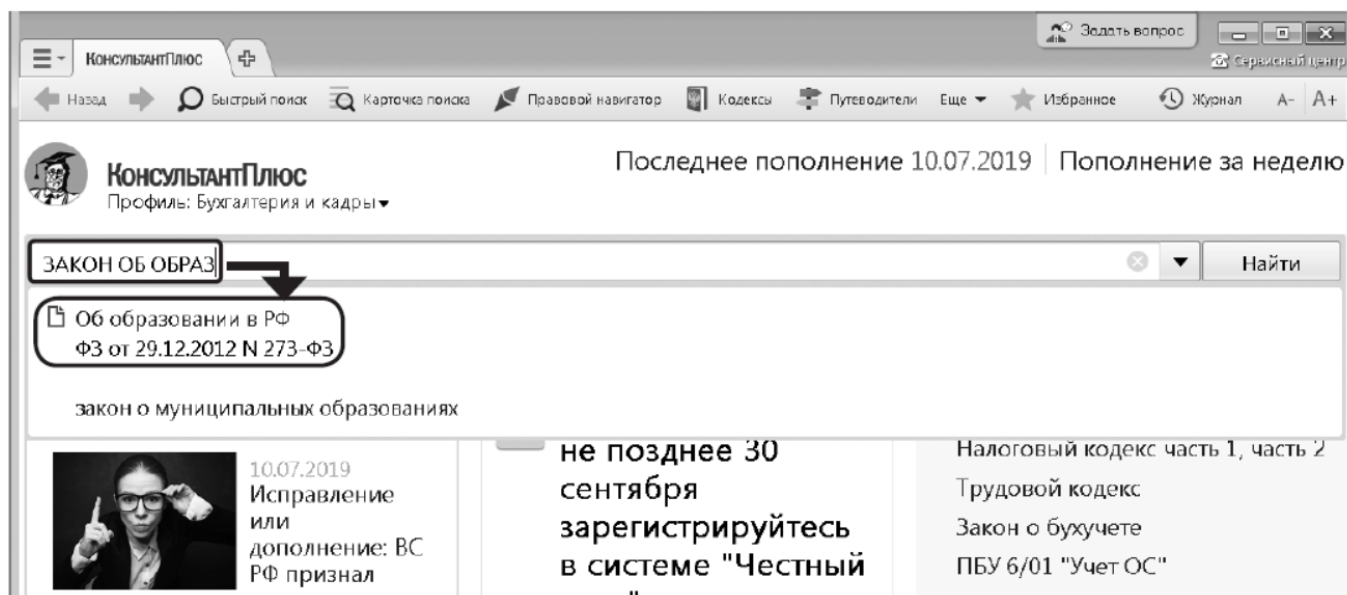 Задать вопрос
КонсультантПлюс
Сервисный центр
Назад Быстрый поиск Карточка поиска Правовой навигатор Кодексы Путеводители Еще Избранное Журнал A- A+
Последнее пополнение 10.07.2019 Пополнение за неделю
КонсультантПлюс
Профиль: Бухгалтерия и кадры
ЗАКОН ОБ ОБРАЗ
Найти
Об образовании в РФ
ФЗ от 29.12.2012 N 273-ФЗ
закон о муниципальных образованиях
10.07.2019
Исправление
или
дополнение: ВС
РФ признал
не позднее 30
сентября
зарегистрируйтесь
в системе "Честный
Налоговый кодекс часть 1, часть 2
Трудовой кодекс
Закон о бухучете
ПБУ 6/01 "Учет ОС"